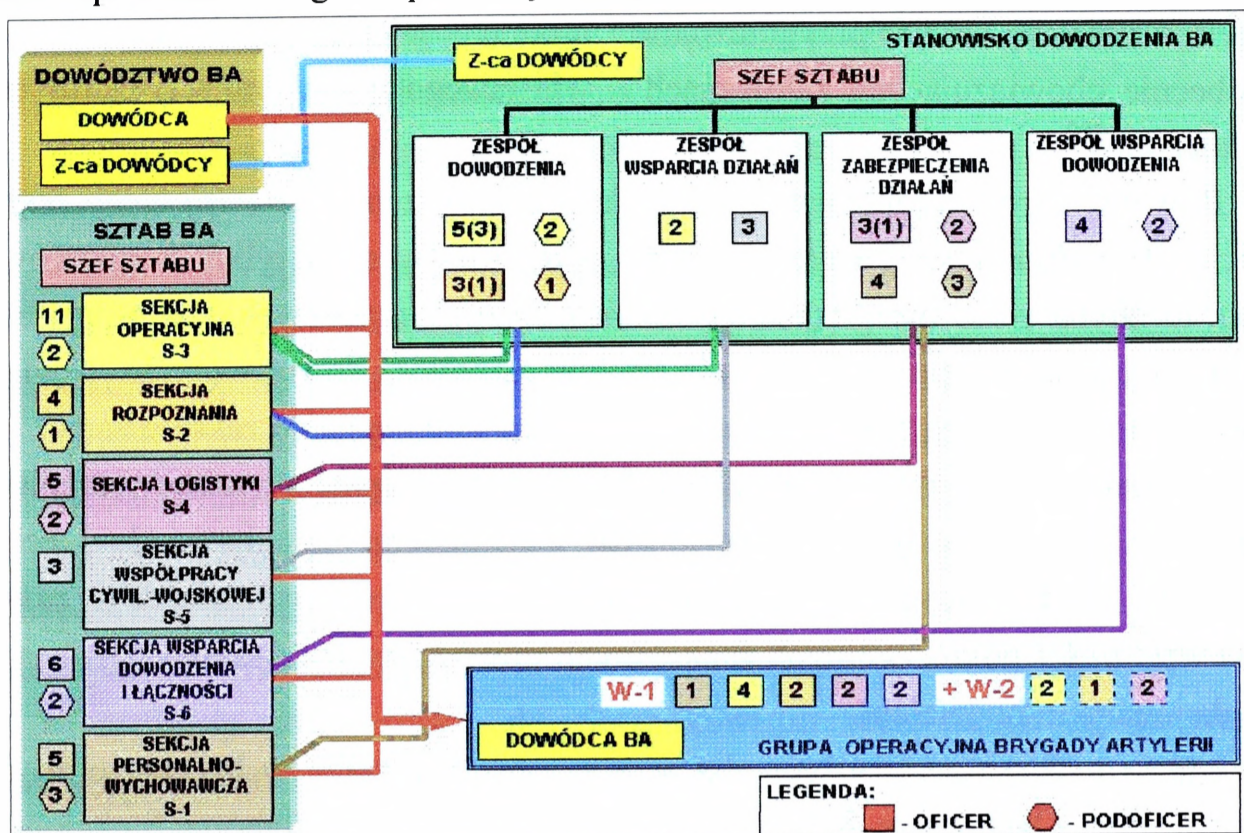 DOWÓDZTWO BA
DOWÓDCA
Z-ca DOWÓDCY
SZTAB BA
SZEF SZTABU
11
2
SEKCJA
OPERACYJNA
S-3
4
1
SEKCJA
ROZPOZNANIA
S-2
5
2
SEKCJA LOGISTYKI
S-4
3
SEKCJA
WSPÓŁPRACY
CYWIL.-WOJSKOWEJ
S-5
6
2
SEKCJA WSPARCIA
DOWODZENIA
I ŁĄCZNOŚCI
S-6
5
3
SEKCJA
PERSONALNO-
WYCHOWAWCZA
S-1
STANOWISKO DOWODZENIA BA
Z-ca DOWÓDCY
SZEF SZTABU
ZESPÓŁ
DOWODZENIA
5(3) 2
3(1) 1
ZESPÓŁ
WSPARCIA DZIAŁAŃ
2 3
ZESPÓŁ
ZABEZPIECZENIA
DZIAŁAŃ
3(1) 2
4 3
ZESPÓŁ WSPARCIA
DOWODZENIA
4 2
W-1 1 4 2 2 2 + W-2 2 1 2
DOWÓDCA BA
GRUPA OPERACYJNA BRYGADY ARTYLERII
LEGENDA:
- OFICER - PODOFICER